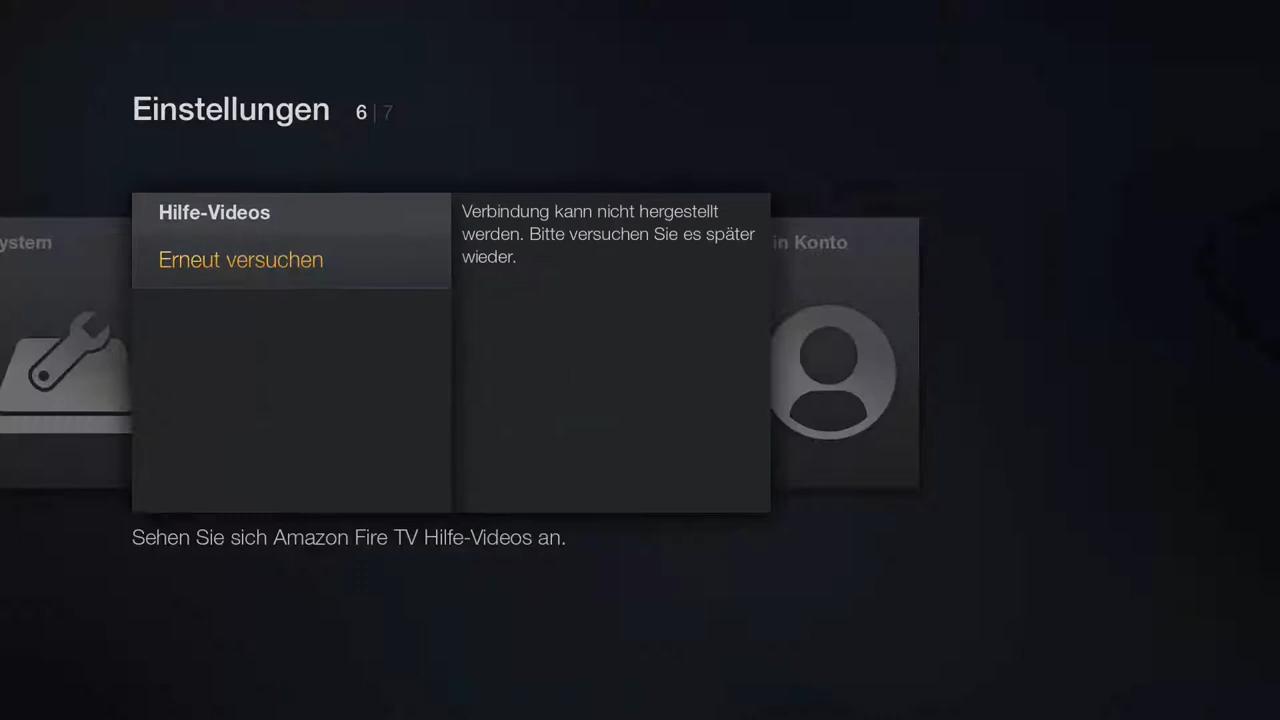 Einstellungen 6 | 7
ystem
Hilfe-Videos
Erneut versuchen
Verbindung kann nicht hergestellt
werden. Bitte versuchen Sie es später
wieder.
in Konto
Sehen Sie sich Amazon Fire TV Hilfe-Videos an.